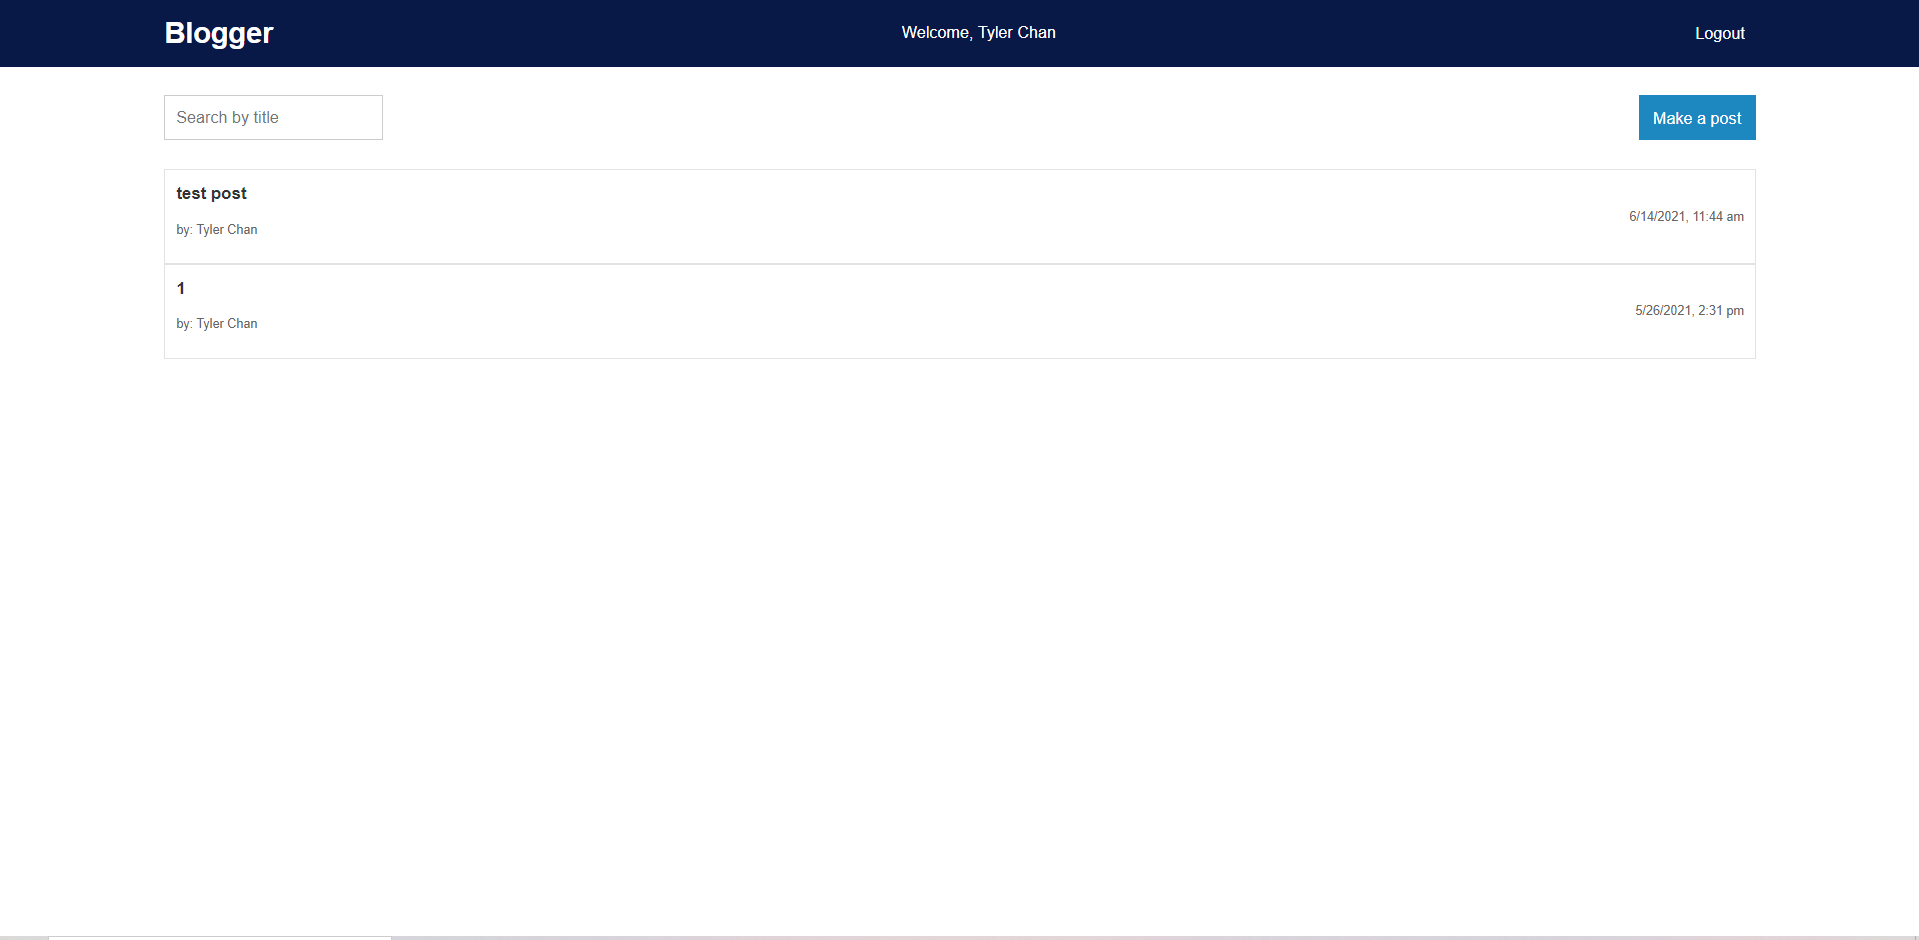 Blogger
Welcome, Tyler Chan
Logout
Search by title
Make a post
test post
by: Tyler Chan
6/14/2021, 11:44 am
1
by: Tyler Chan
5/26/2021, 2:31 pm